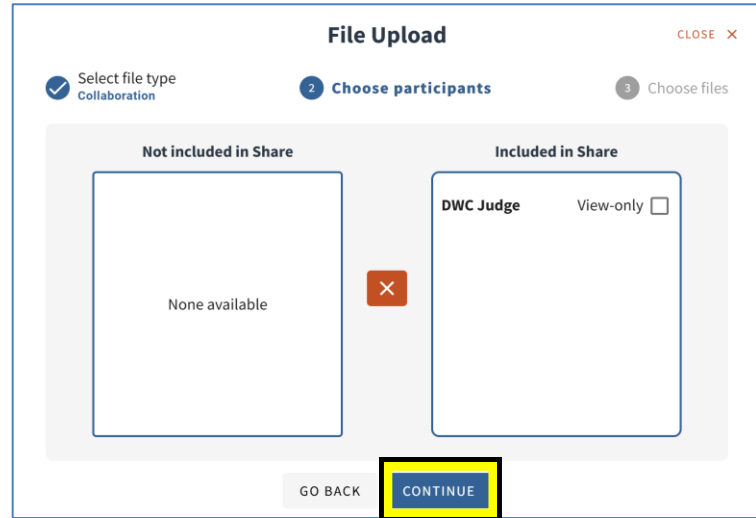 File Upload
CLOSE ×
Select file type
Collaboration
2 Choose participants
3 Choose files
Not included in Share
Included in Share
DWC Judge View-only
None available
GO BACK
CONTINUE